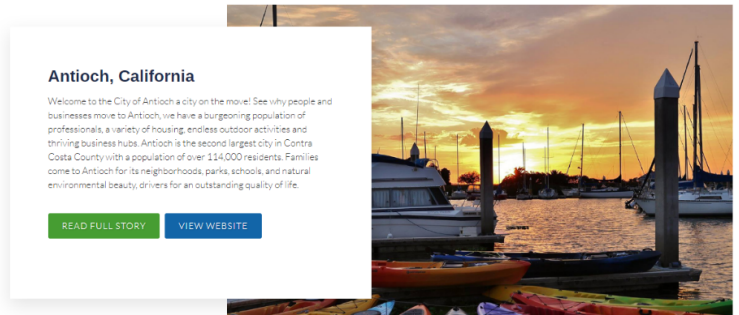 Antioch, California
Welcome to the City of Antioch a city on the move! See why people and
businesses move to Antioch, we have a burgeoning population of
professionals, a variety of housing, endless outdoor activities and
thriving business hubs. Antioch is the second largest city in Contra
Costa County with a population of over 114,000 residents. Families
come to Antioch for its neighborhoods, parks, schools, and natural
environmental beauty, drivers for an outstanding quality of life.
READ FULL STORY VIEW WEBSITE